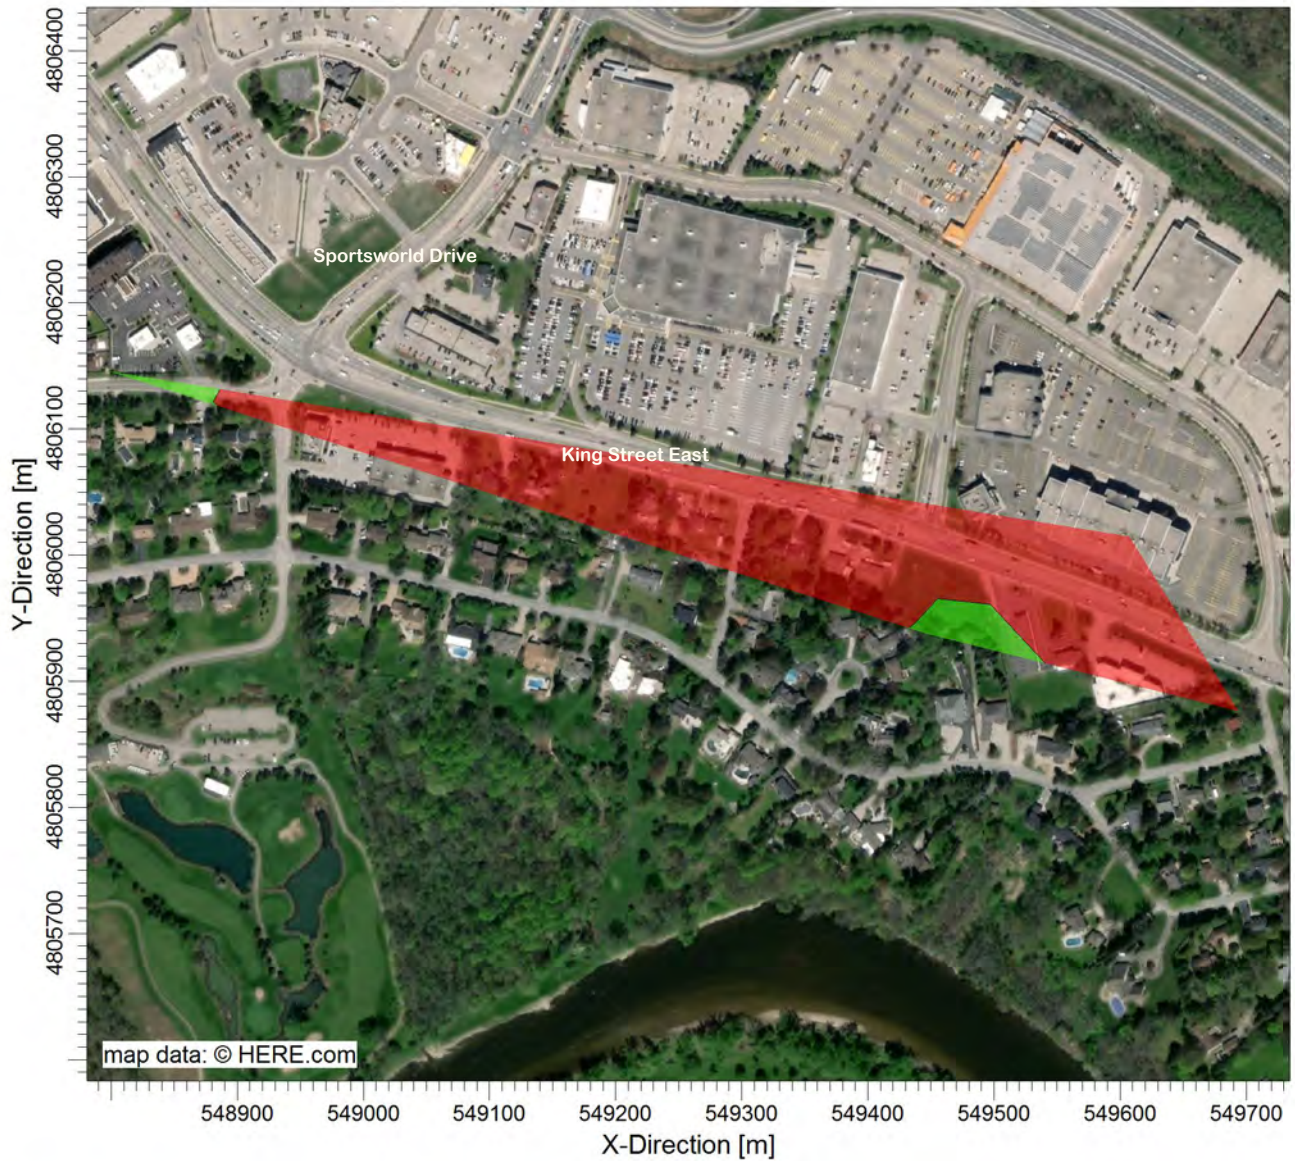 4806400
4806300
4806200
4806100
4806000
4805900
4805800
4805700
Y-Direction [m]
Sportsworld Drive
King Street East
map data: © HERE.com
548900 549000 549100 549200 549300 549400 549500 549600 549700
X-Direction [m]